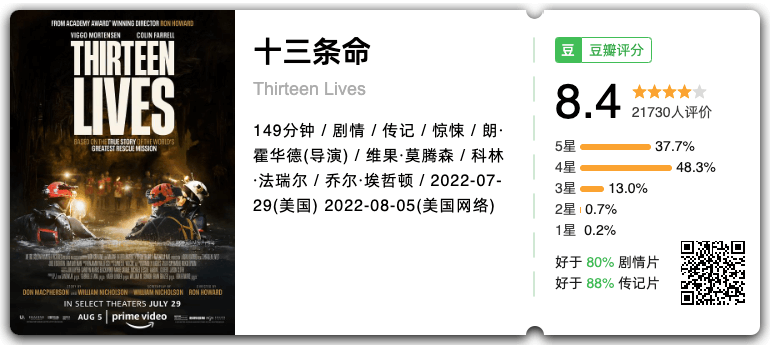 FROM ACADEMY AWARD® WINNING DIRECTOR RON HOWARD
VIGGO MORTENSEN COLIN FARRELL
THIRTEEN
LIVES
BASED ON THE TRUE STORY OF THE WORLD'S
GREATEST RESCUE MISSION
DON MACPHERSON AND WILLIAM NICHOLSON WILLIAM NICHOLSON RON HOWARD
IN SELECT THEATERS JULY 29
AUG 5 prime video
十三条命
Thirteen Lives
149分钟 / 剧情 / 传记 / 惊悚 / 朗·
霍华德(导演) / 维果·莫腾森 / 科林
·法瑞尔 / 乔尔·埃哲顿 / 2022-07-
29(美国) 2022-08-05(美国网络)
豆 豆瓣评分
8.4
21730人评价
5星 37.7%
4星 48.3%
3星 13.0%
2星 0.7%
1星 0.2%
好于 80% 剧情片
好于 88% 传记片